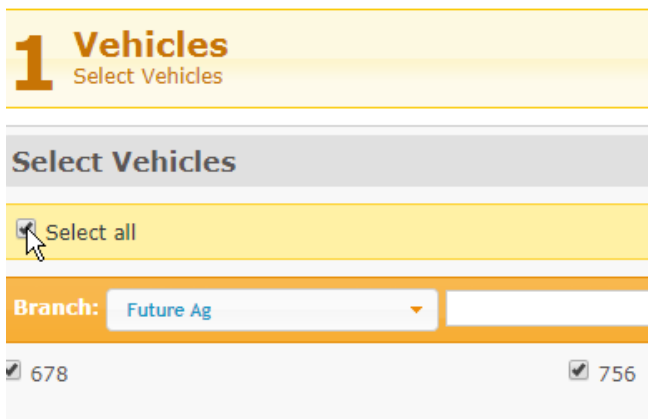 1 Vehicles
Select Vehicles
Select Vehicles
Select all
Branch: Future Ag
678 756